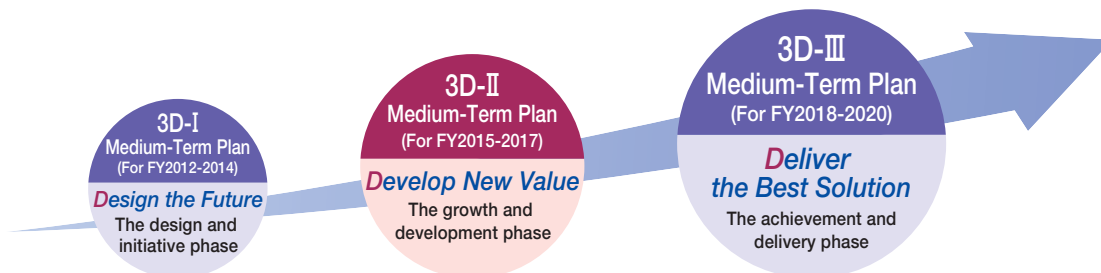 3D-Ⅰ
Medium-Term Plan
(For FY2012-2014)
Design the Future
The design and
initiative phase
3D-Ⅱ
Medium-Term Plan
(For FY2015-2017)
Develop New Value
The growth and
development phase
3D-Ⅲ
Medium-Term Plan
(For FY2018-2020)
Deliver
the Best Solution
The achievement and
delivery phase